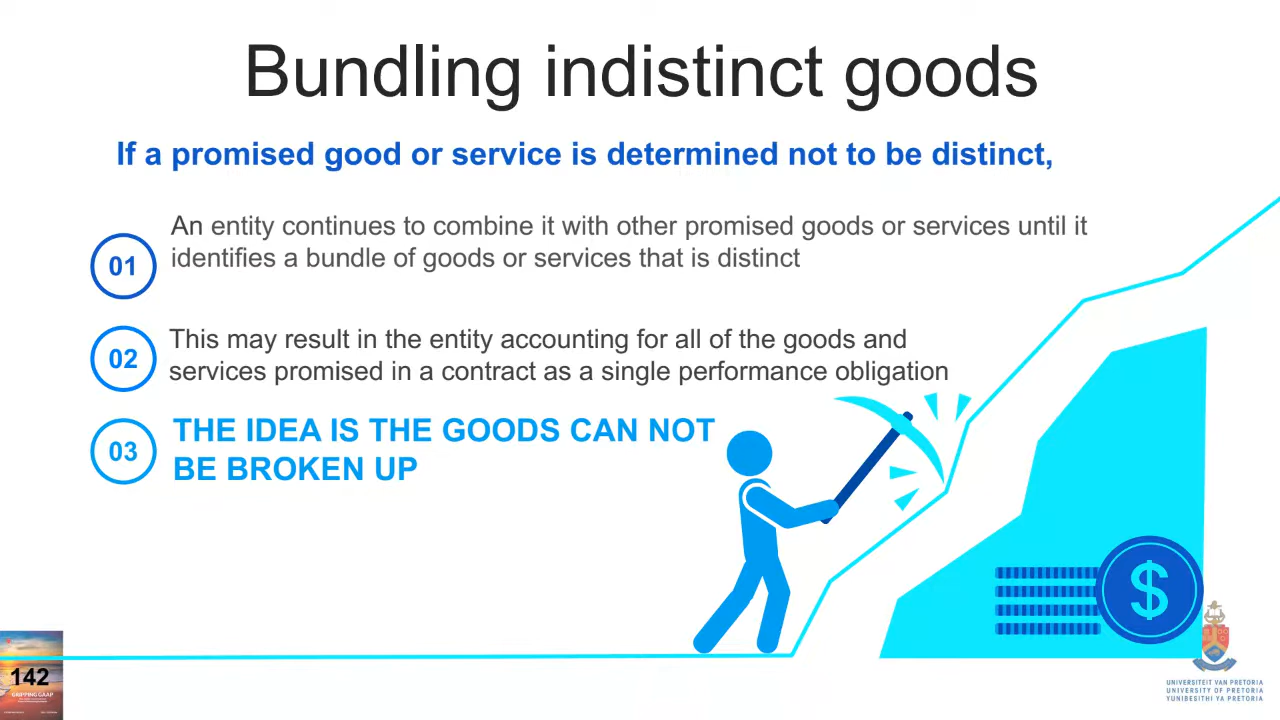 Bundling indistinct goods
If a promised good or service is determined not to be distinct,
01
An entity continues to combine it with other promised goods or services until it
identifies a bundle of goods or services that is distinct
02
This may result in the entity accounting for all of the goods and
services promised in a contract as a single performance obligation
03
THE IDEA IS THE GOODS CAN NOT
BE BROKEN UP
$
142
GRIPPING GAAP
UNIVERSITEIT VAN PRETORIA
UNIVERSITY OF PRETORIA
YUNIBESITHI YA PRETORIA